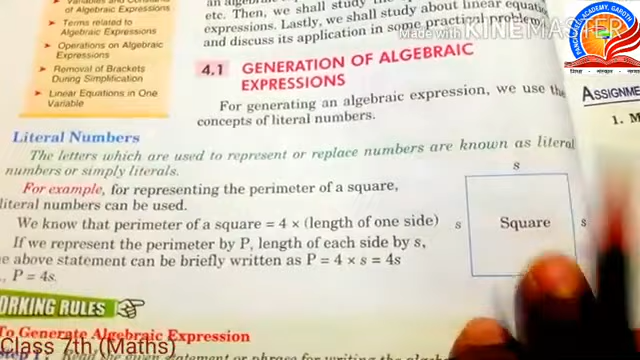 of Algebraic Expressions
Terms related to
Algebraic Expressions
Operations on Algebraic
Expressions
Removal of Brackets
During Simplification
Linear Equations in One
Variable
etc. Then, we shall study the
expressions. Lastly, we shall study about linear
and discuss its application in some practical problem
Made with KINEMASTER
4.1 GENERATION OF ALGEBRAIC
EXPRESSIONS
For generating an algebraic expression, we use the
concepts of literal numbers.
Literal Numbers
The letters which are used to represent or replace numbers are known as literal
numbers or simply literals.
For example, for representing the perimeter of a square,
literal numbers can be used.
We know that perimeter of a square = 4 × (length of one side)
If we represent the perimeter by P, length of each side by s,
above statement can be briefly written as P = 4 × s = 4s
P = 4s.
s
s Square s
RULES
To Generate Algebraic Expression
Class 7th (Maths)
ASSIGNME
1. M